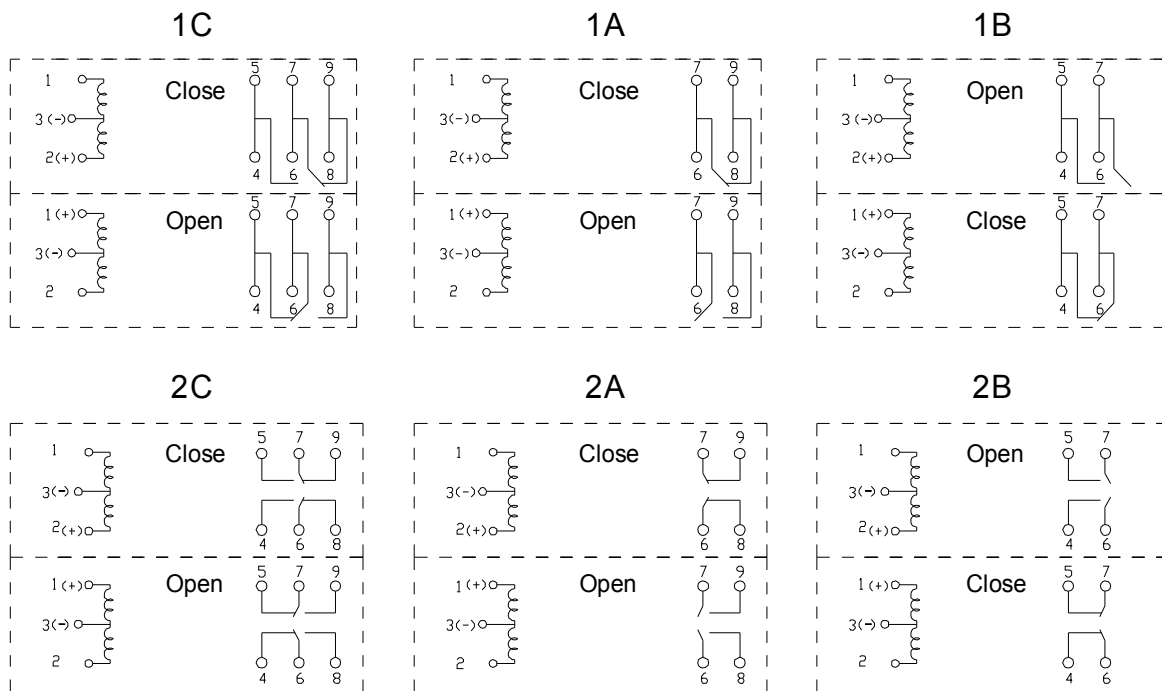 1C 1A 1B
1 5 7 9 Close 1 7 9 Close 1 5 7 Open
3(-) 3(-) 3(-)
2(+) 4 6 8 2(+) 6 8 2(+) 4 6
1(+) 5 7 9 Open 1(+) 7 9 Open 1(+) 5 7 Close
3(-) 3(-) 3(-)
2 4 6 8 2 6 8 2 4 6
2C 2A 2B
1 5 7 9 Close 1 7 9 Close 1 5 7 Open
3(-) 3(-) 3(-)
2(+) 4 6 8 2(+) 6 8 2(+) 4 6
1(+) 5 7 9 Open 1(+) 7 9 Open 1(+) 5 7 Close
3(-) 3(-) 3(-)
2 4 6 8 2 6 8 2 4 6